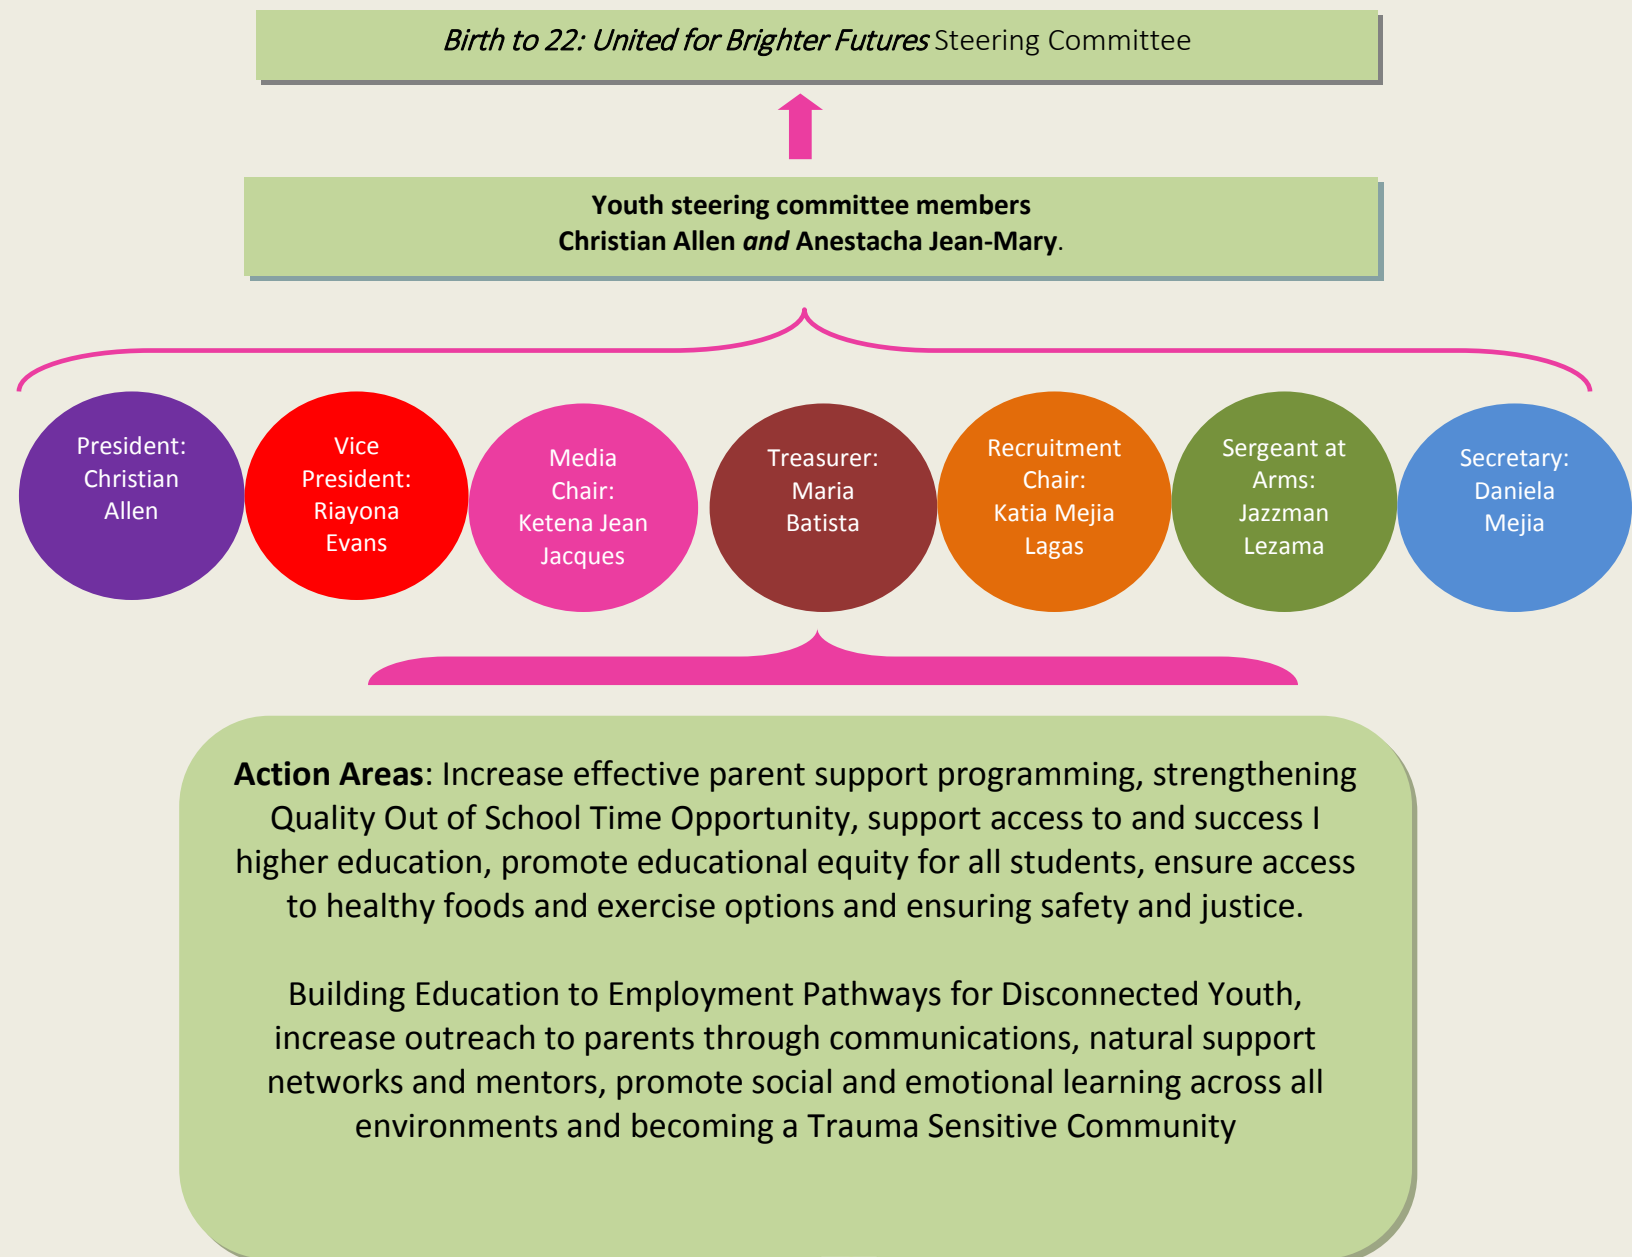 Birth to 22: United for Brighter Futures Steering Committee
Youth steering committee members
Christian Allen and Anestacha Jean-Mary.
President:
Christian
Allen
Vice
President:
Riayona
Evans
Media
Chair:
Ketena Jean
Jacques
Treasurer:
Maria
Batista
Recruitment
Chair:
Katia Mejia
Lagas
Sergeant at
Arms:
Jazzman
Lezama
Secretary:
Daniela
Mejia
Action Areas: Increase effective parent support programming, strengthening
Quality Out of School Time Opportunity, support access to and success I
higher education, promote educational equity for all students, ensure access
to healthy foods and exercise options and ensuring safety and justice.
Building Education to Employment Pathways for Disconnected Youth,
increase outreach to parents through communications, natural support
networks and mentors, promote social and emotional learning across all
environments and becoming a Trauma Sensitive Community